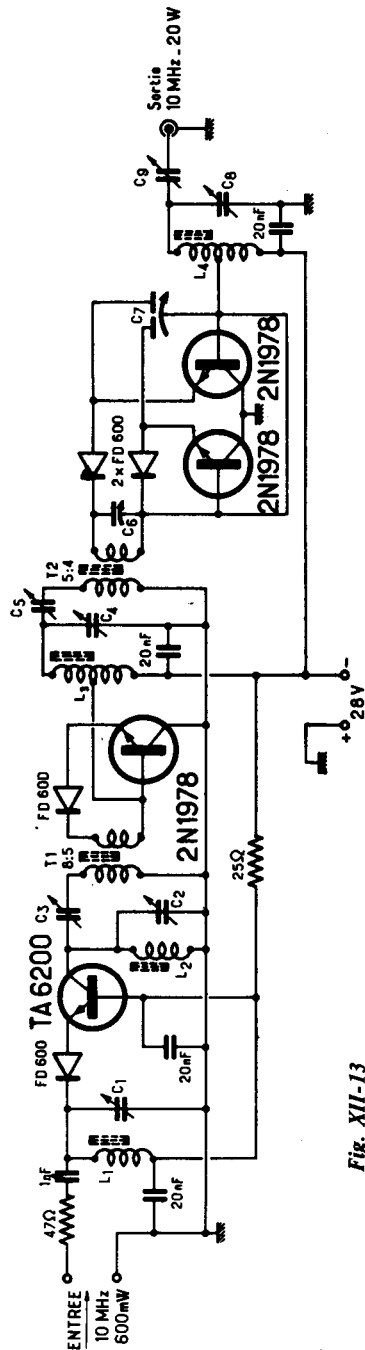 ENTREE
10 MHz
600mW
47Ω
1nF
L1
20nF
C1
FD 600
TA 6200
20nF
L2
C2
C3
T1
8:5
FD 600
2N1978
L3
20nF
C4
C5
T2
5:4
C6
2 x FD 600
C7
2N1978
2N1978
L4
20nF
C8
C9
Sortie
10 MHz _ 20 W
25Ω
+
-
28V
Fig. XII-13